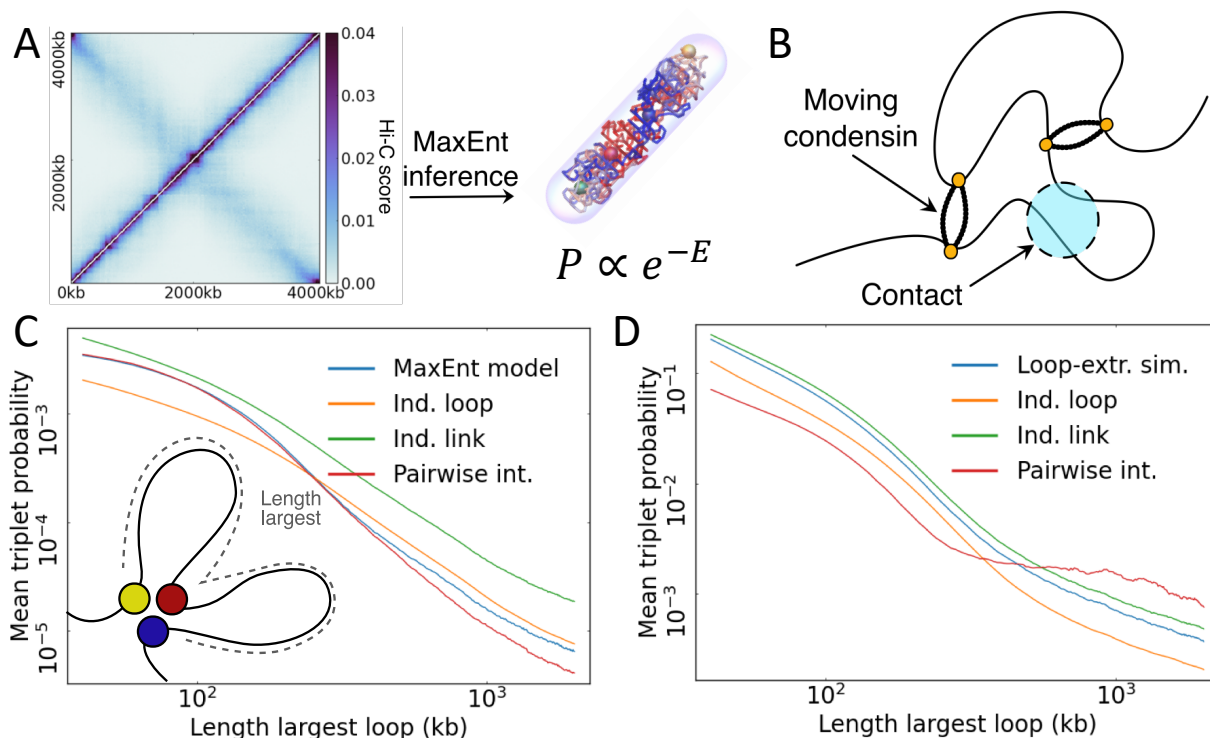 A
4000kb
2000kb
0kb
2000kb
4000kb
0.04
0.03
0.02
0.01
0.00
Hi-C score
MaxEnt
inference
P ∝ e^{-E}
B
Moving
condensin
Contact
C
Mean triplet probability
10^{-3}
10^{-4}
10^{-5}
MaxEnt model
Ind. loop
Ind. link
Pairwise int.
Length
largest
10^2
10^3
Length largest loop (kb)
D
Mean triplet probability
10^{-1}
10^{-2}
10^{-3}
Loop-extr. sim.
Ind. loop
Ind. link
Pairwise int.
10^2
10^3
Length largest loop (kb)